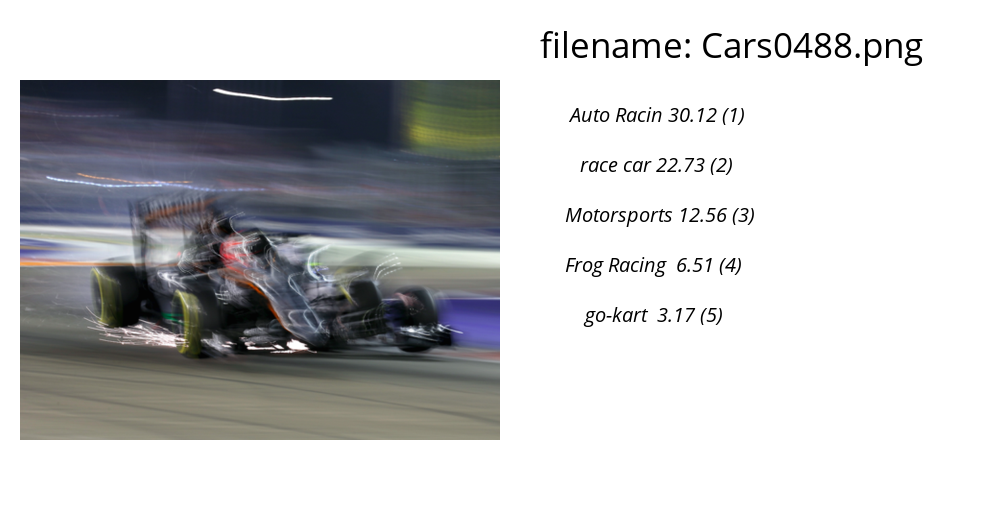 filename: Cars0488.png
Auto Racin 30.12 (1)
race car 22.73 (2)
Motorsports 12.56 (3)
Frog Racing  6.51 (4)
go-kart  3.17 (5)